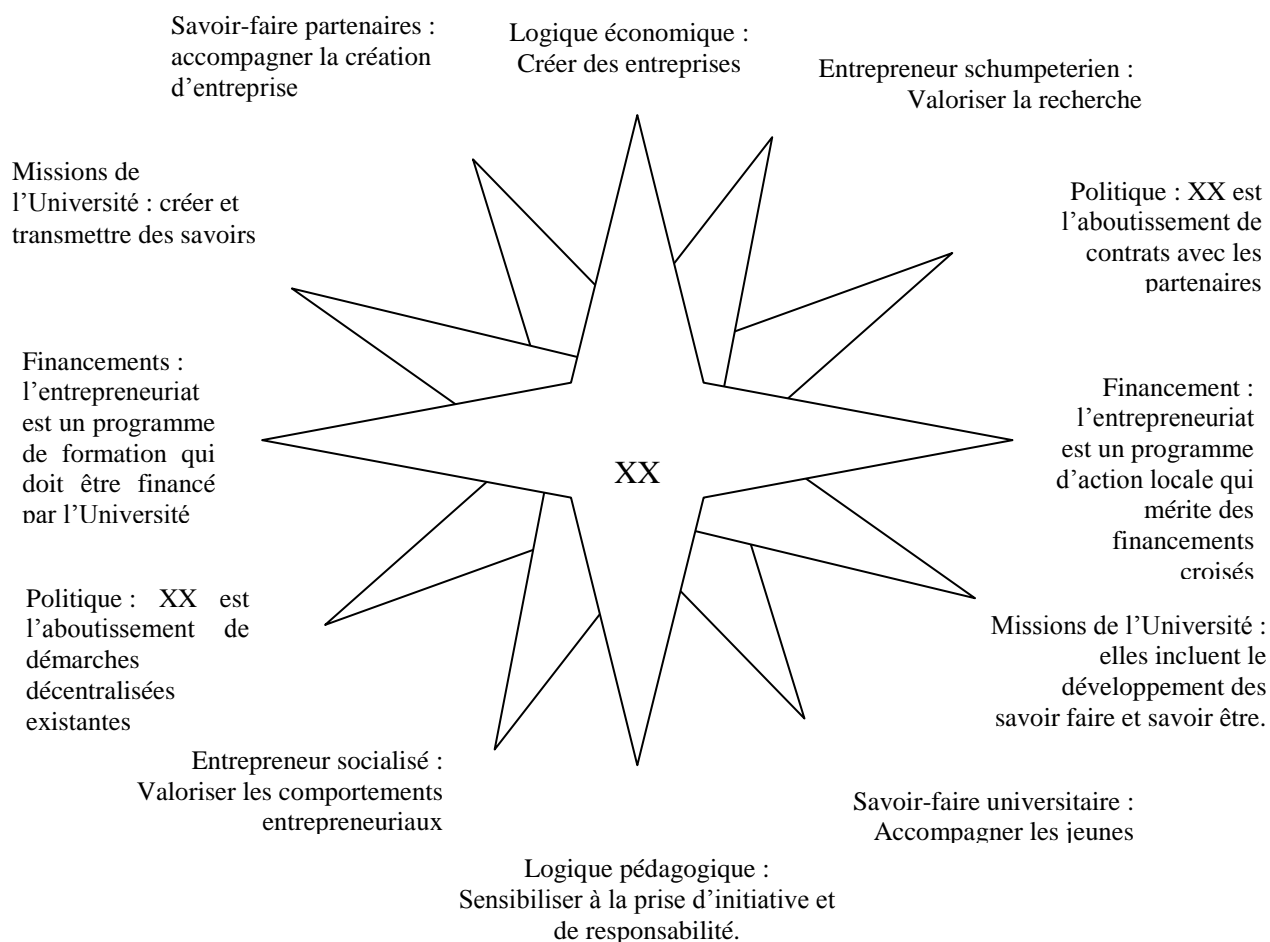 Savoir-faire partenaires :
accompagner la création
d’entreprise
Logique économique :
Créer des entreprises
Entrepreneur schumpeterien :
Valoriser la recherche
Missions de
l’Université : créer et
transmettre des savoirs
Politique : XX est
l’aboutissement de
contrats avec les
partenaires
Financements :
l’entrepreneuriat
est un programme
de formation qui
doit être financé
par l’Université
XX
Financement :
l’entrepreneuriat
est un programme
d’action locale qui
mérite des
financements
croisés
Politique : XX est
l’aboutissement de
démarches
décentralisées
existantes
Missions de l’Université :
elles incluent le
développement des
savoir faire et savoir être.
Entrepreneur socialisé :
Valoriser les comportements
entrepreneuriaux
Savoir-faire universitaire :
Accompagner les jeunes
Logique pédagogique :
Sensibiliser à la prise d’initiative et
de responsabilité.